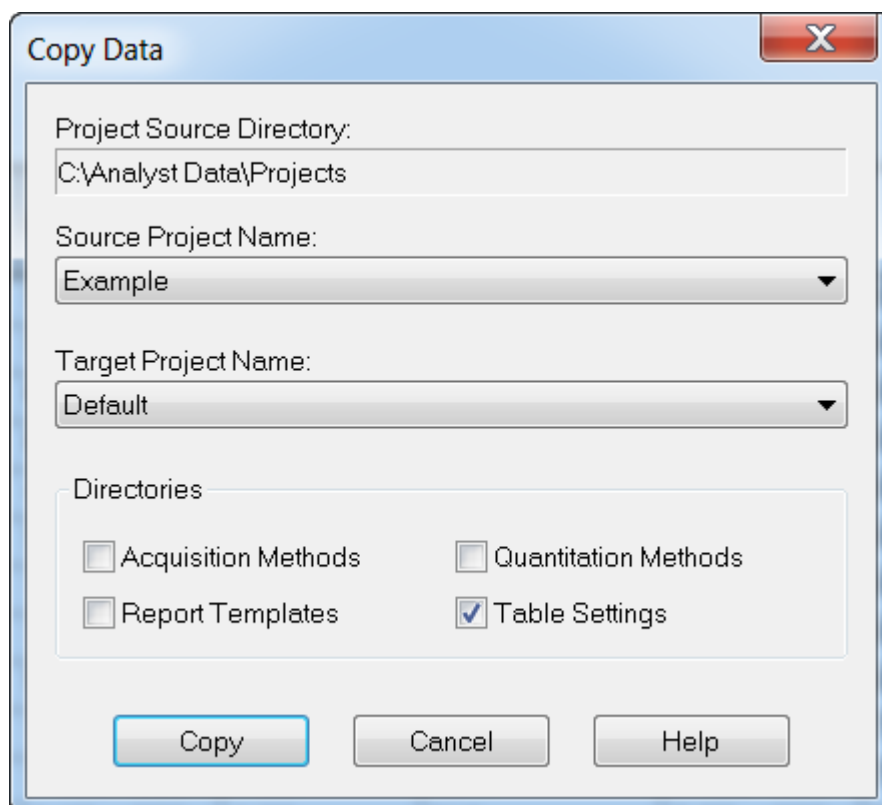 Copy Data
Project Source Directory:
C:\Analyst Data\Projects
Source Project Name:
Example
Target Project Name:
Default
Directories
Acquisition Methods Quantitation Methods
Report Templates Table Settings
Copy Cancel Help